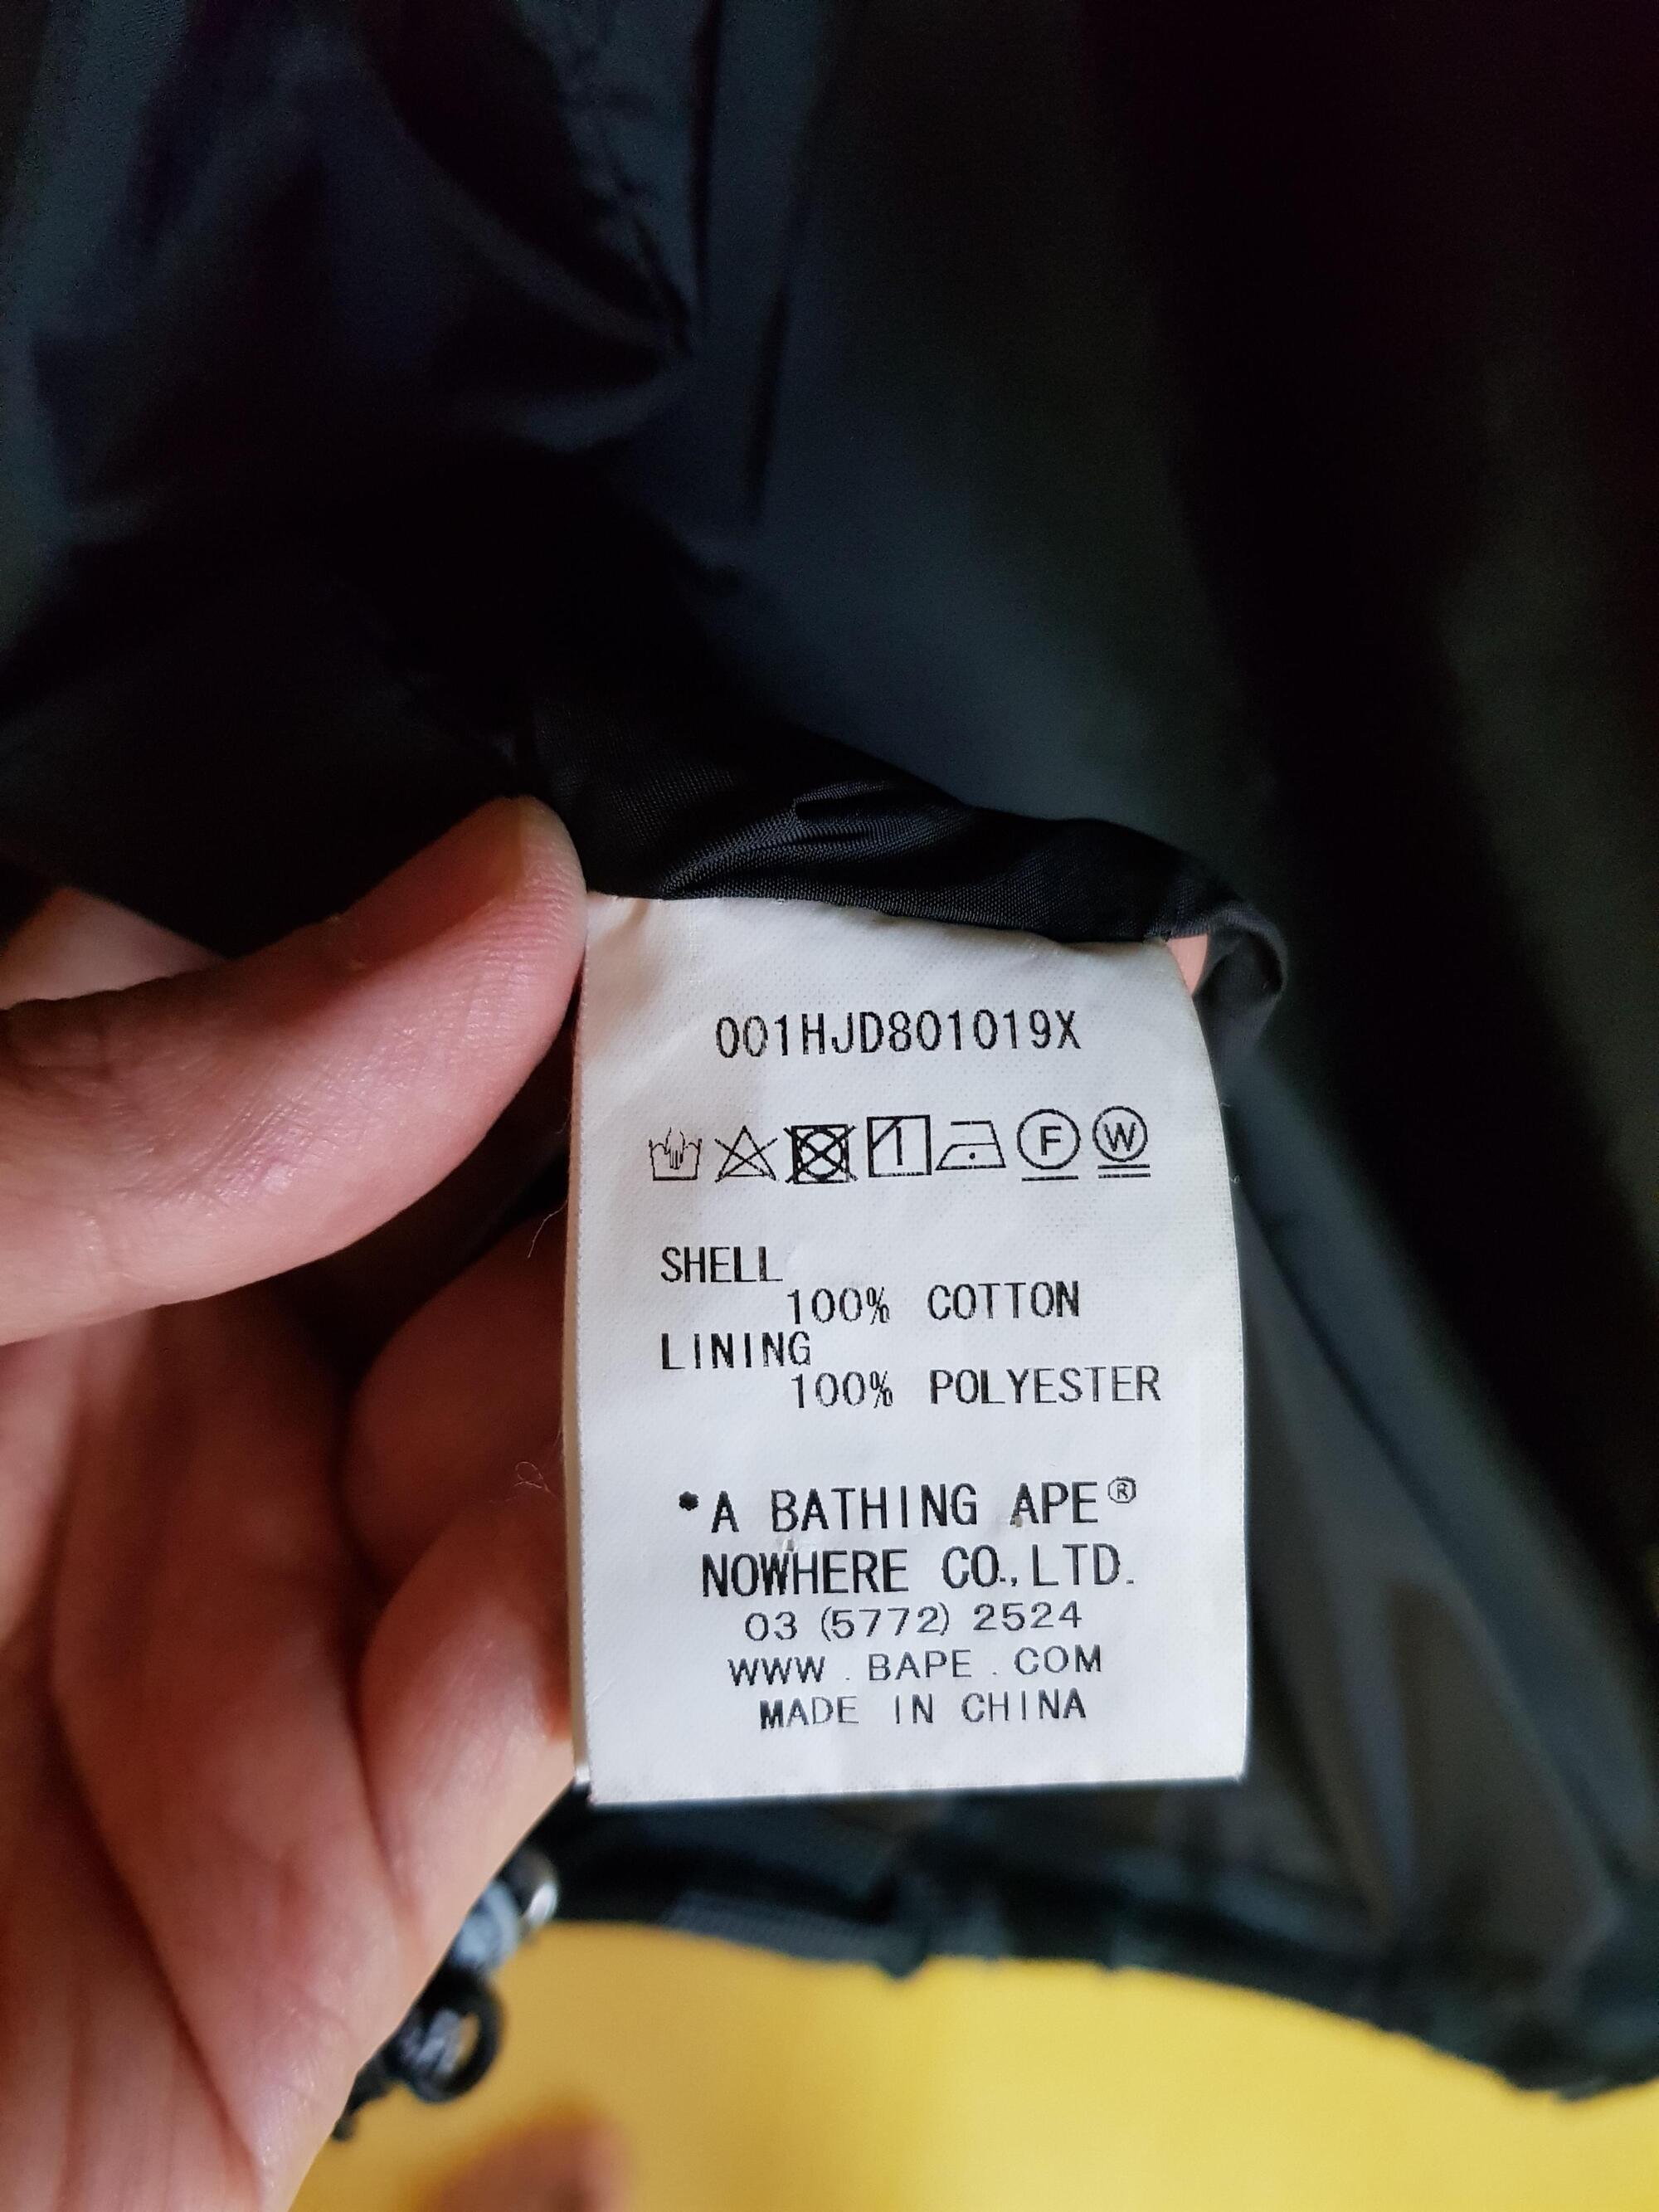 001HJD801019X
F W
SHELL
100% COTTON
LINING
100% POLYESTER
*A BATHING APE®
NOWHERE CO.,LTD.
03 (5772) 2524
WWW . BAPE . COM
MADE IN CHINA